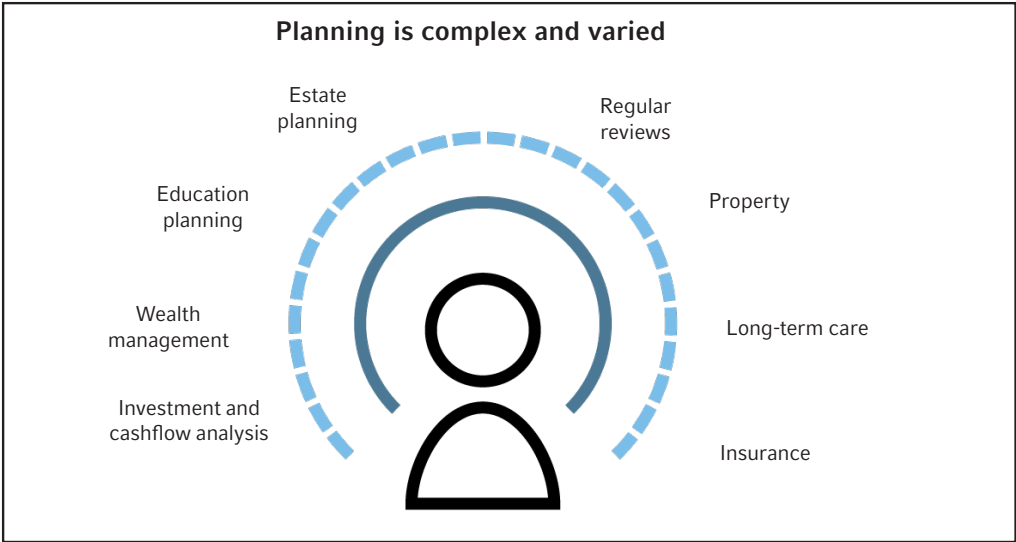 Planning is complex and varied
Estate
planning
Regular
reviews
Education
planning
Property
Wealth
management
Long-term care
Investment and
cashflow analysis
Insurance